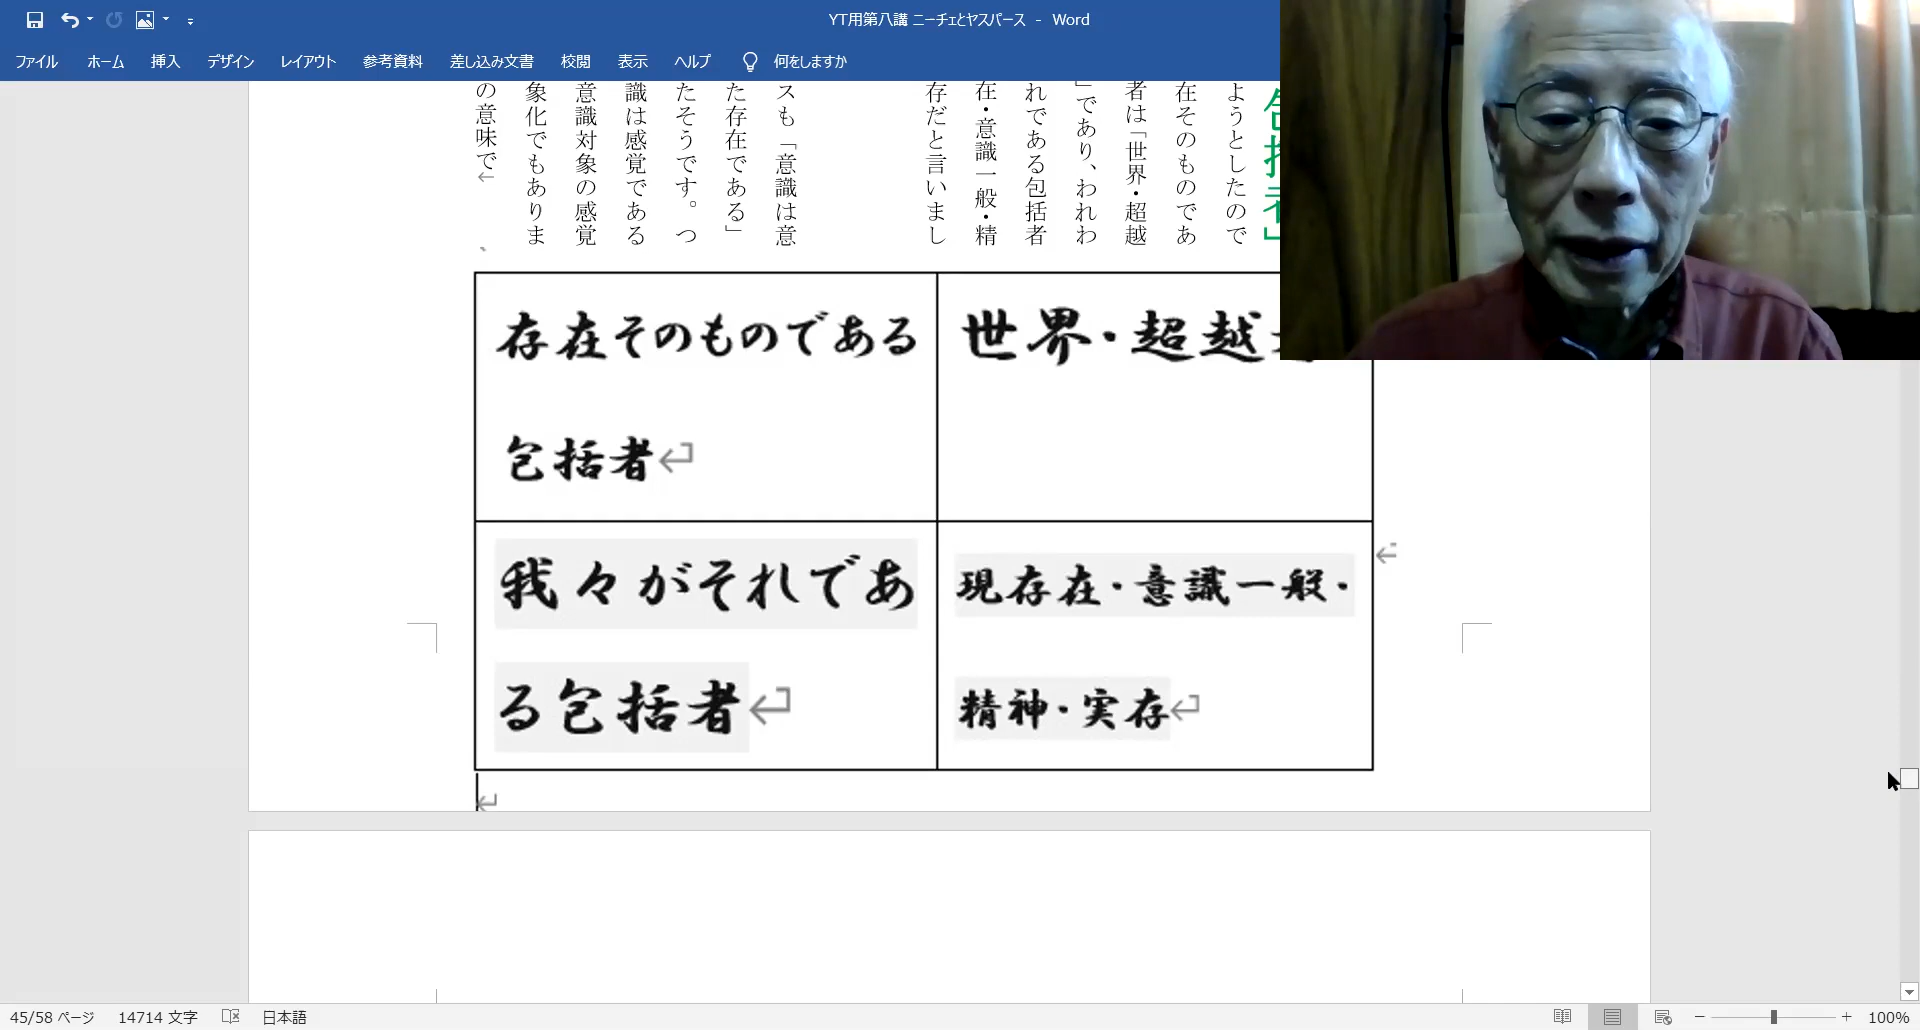 YT用第八講 ニーチェとヤスパース - Word
ファイル ホーム 挿入 デザイン レイアウト 参考資料 差し込み文書 校閲 表示 ヘルプ 何をしますか
ようとしたので
在そのものであ
者は「世界・超越
」であり、われわ
れである包括者
在・意識一般・精
存だと言いまし
スも「意識は意
た存在である」
たそうです。つ
識は感覚である
意識対象の感覚
象化でもありま
の意味で
存在そのものである
包括者
世界・超越
我々がそれであ
る包括者
現存在・意識一般・
精神・実存
45/58 ページ 14714 文字 日本語 100%